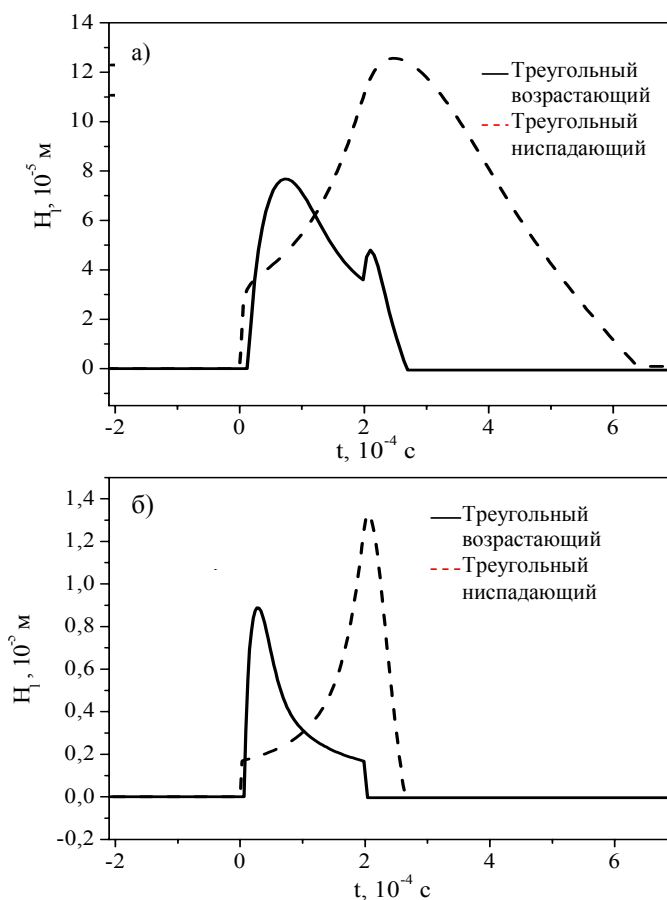 14
12
10
8
6
4
2
0
H₁, 10⁻⁵ м
а)
Треугольный
возрастающий
Треугольный
ниспадающий
-2 0 2 4 6
t, 10⁻⁴ с
1,4
1,2
1,0
0,8
0,6
0,4
0,2
0,0
-0,2
H₁, 10⁻⁵ м
б)
Треугольный
возрастающий
Треугольный
ниспадающий
-2 0 2 4 6
t, 10⁻⁴ с